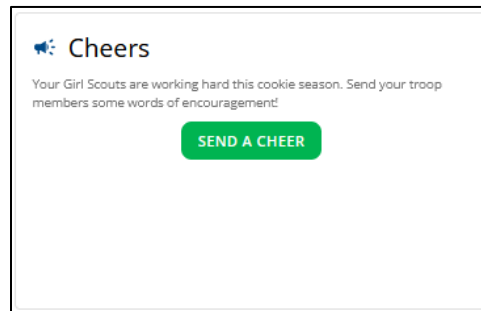 Cheers
Your Girl Scouts are working hard this cookie season. Send your troop
members some words of encouragement!
SEND A CHEER